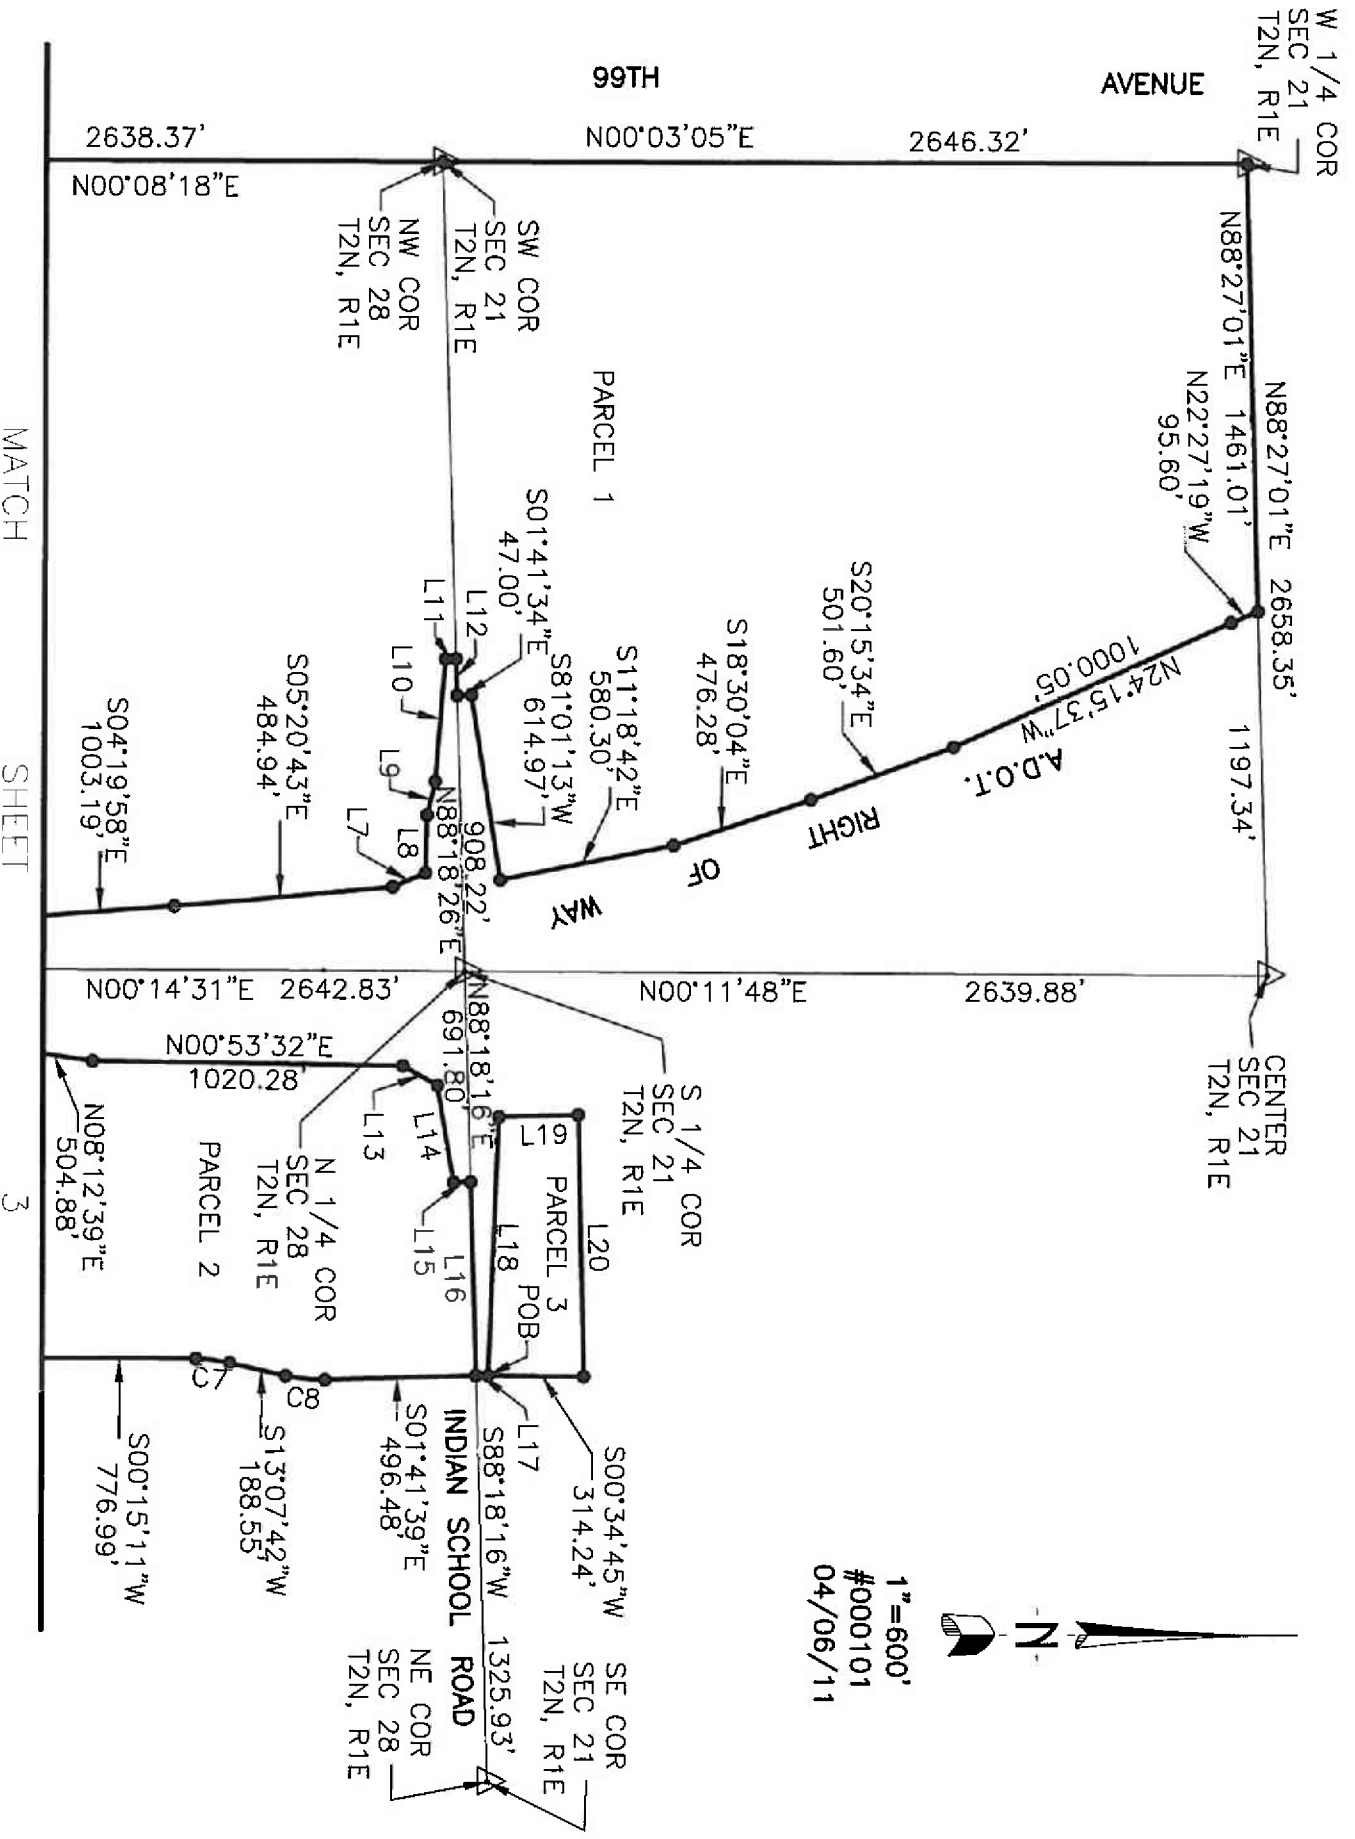 W 1/4 COR
SEC 21
T2N, R1E
99TH
AVENUE
2638.37'
N00°08'18"E
N00°03'05"E
2646.32'
N88°27'01"E 2658.35'
N88°27'01"E 1461.01'
1197.34'
N22°27'19"W
95.60'
N24°15'37"W
1000.05'
A.D.O.T.
RIGHT
OF
WAY
S20°15'34"E
501.60'
S18°30'04"E
476.28'
S11°18'42"E
580.30'
S81°01'13"W
614.97'
S01°41'34"E
47.00'
SW COR
SEC 21
T2N, R1E
NW COR
SEC 28
T2N, R1E
PARCEL 1
L12
L11
L10
L9
L8
L7
908.22'
N88°18'26"E
S05°20'43"E
484.94'
S04°19'58"E
1003.19'
N00°14'31"E 2642.83'
N00°11'48"E
2639.88'
CENTER
SEC 21
T2N, R1E
S 1/4 COR
SEC 21
T2N, R1E
N 1/4 COR
SEC 28
T2N, R1E
N88°18'16"E
691.80'
N00°53'32"E
1020.28'
L13
L14
L15
L16
L17
L18
L19
L20
PARCEL 3
POB
N08°12'39"E
504.88'
PARCEL 2
C7
C8
S00°34'45"W
314.24'
S88°18'16"W 1325.93'
INDIAN SCHOOL ROAD
S01°41'39"E
496.48'
S13°07'42"W
188.55'
S00°15'11"W
776.99'
SE COR
SEC 21
T2N, R1E
NE COR
SEC 28
T2N, R1E
N
1"=600'
#000101
04/06/11
MATCH SHEET 3